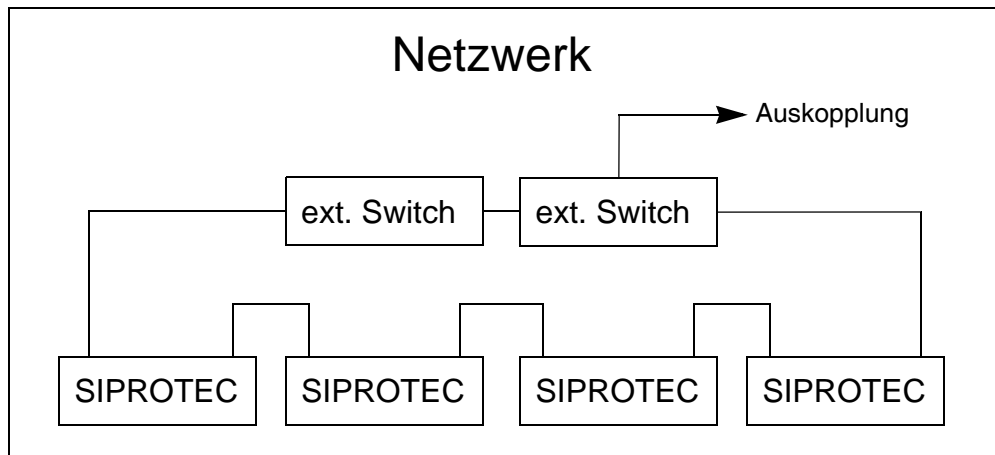 Netzwerk
Auskopplung
ext. Switch
ext. Switch
SIPROTEC
SIPROTEC
SIPROTEC
SIPROTEC